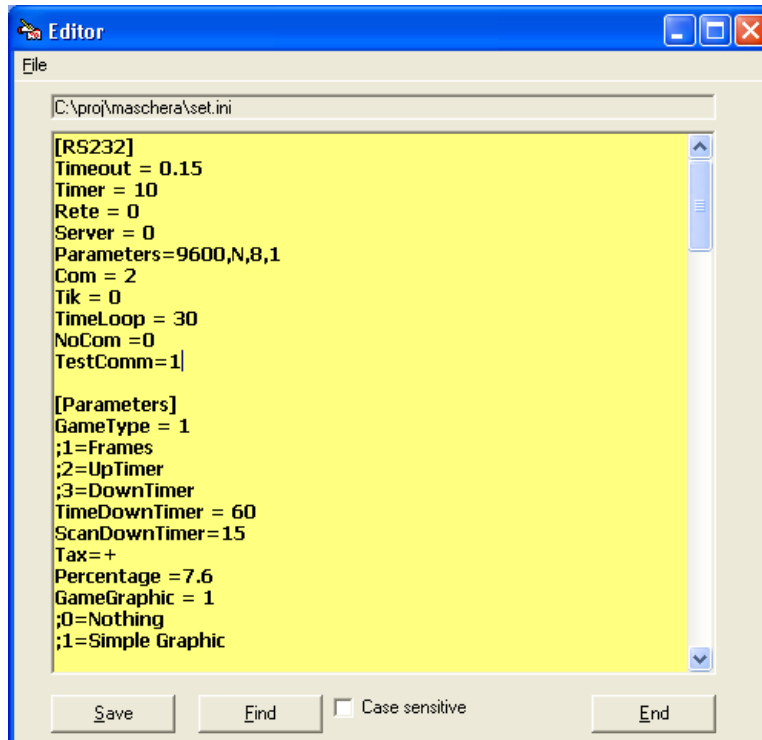 Editor
File
C:\proj\maschera\set.ini
[RS232]
Timeout = 0.15
Timer = 10
Rete = 0
Server = 0
Parameters=9600,N,8,1
Com = 2
Tik = 0
TimeLoop = 30
NoCom =0
TestComm=1
[Parameters]
GameType = 1
;1=Frames
;2=UpTimer
;3=DownTimer
TimeDownTimer = 60
ScanDownTimer=15
Tax=+
Percentage =7.6
GameGraphic = 1
;0=Nothing
;1=Simple Graphic
Save Find Case sensitive End